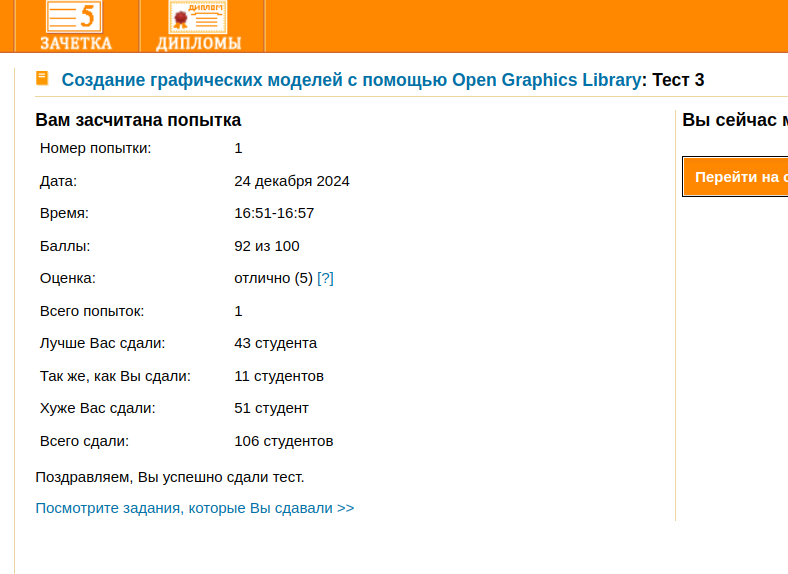 5
ДИПЛОМ
ЗАЧЕТКА
ДИПЛОМЫ
Создание графических моделей с помощью Open Graphics Library: Тест 3
Вам засчитана попытка
Номер попытки: 1
Дата: 24 декабря 2024
Время: 16:51-16:57
Баллы: 92 из 100
Оценка: отлично (5) [?]
Всего попыток: 1
Лучше Вас сдали: 43 студента
Так же, как Вы сдали: 11 студентов
Хуже Вас сдали: 51 студент
Всего сдали: 106 студентов
Поздравляем, Вы успешно сдали тест.
Посмотрите задания, которые Вы сдавали >>
Вы сейчас м
Перейти на с